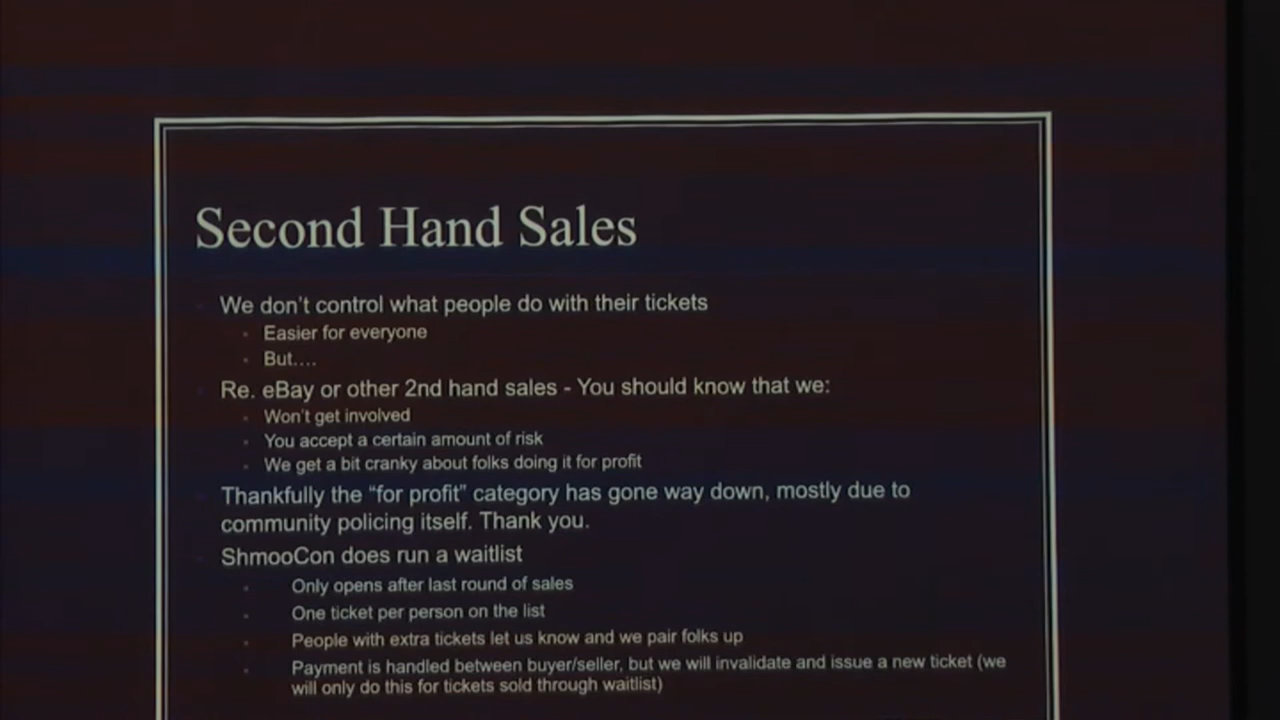 Second Hand Sales
We don't control what people do with their tickets
Easier for everyone
But....
Re. eBay or other 2nd hand sales - You should know that we:
Won't get involved
You accept a certain amount of risk
We get a bit cranky about folks doing it for profit
Thankfully the “for profit” category has gone way down, mostly due to
community policing itself. Thank you.
ShmooCon does run a waitlist
Only opens after last round of sales
One ticket per person on the list
People with extra tickets let us know and we pair folks up
Payment is handled between buyer/seller, but we will invalidate and issue a new ticket (we
will only do this for tickets sold through waitlist)